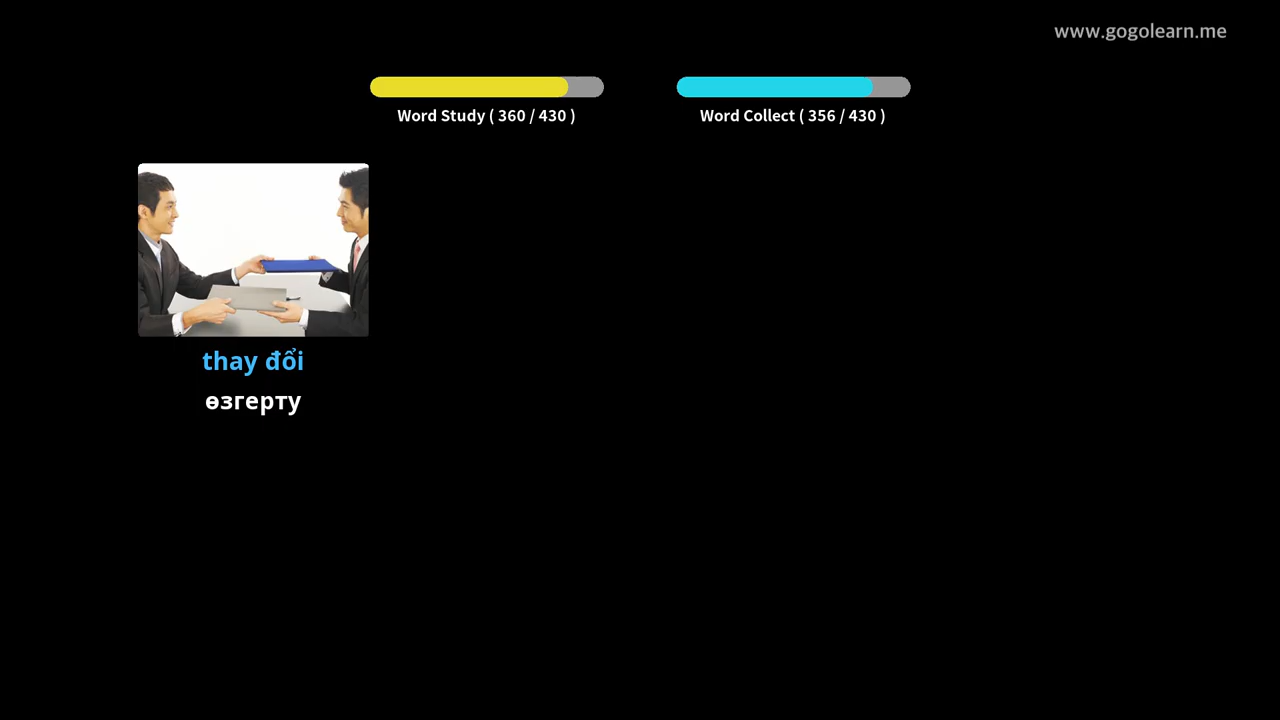 www.gogolearn.me
Word Study ( 360 / 430 )
Word Collect ( 356 / 430 )
thay đổi
өзгерту